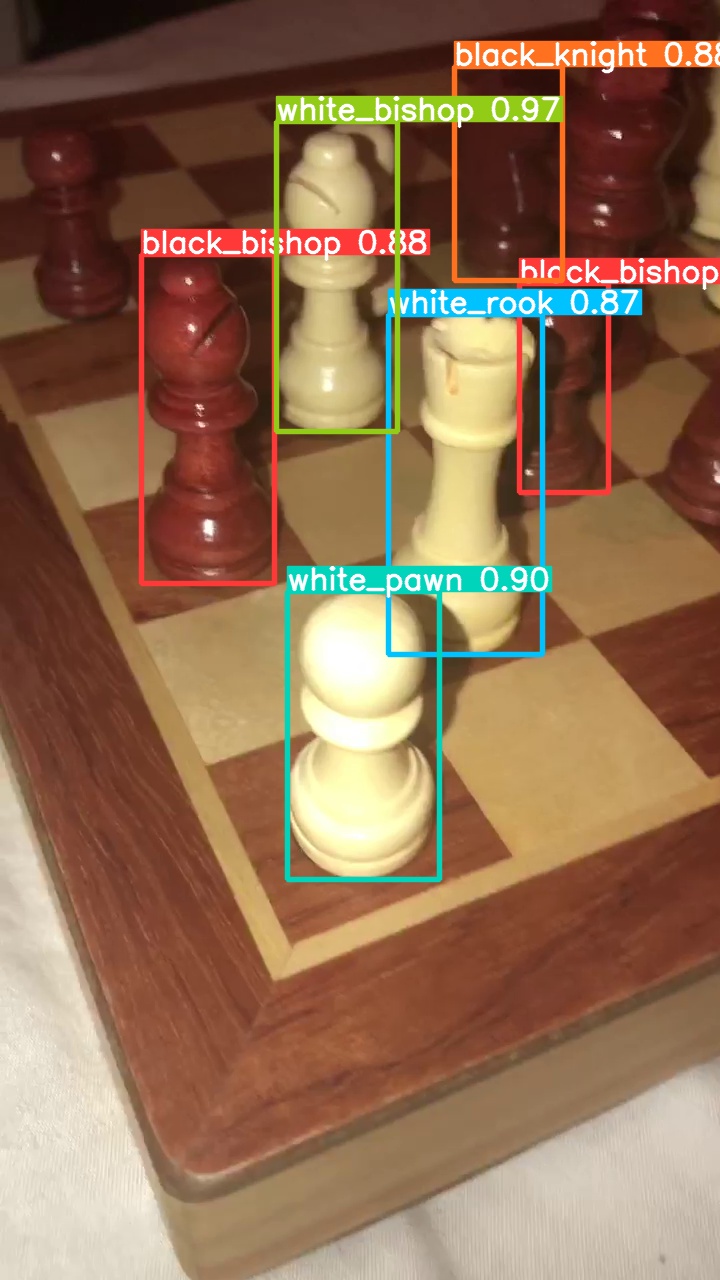 black_knight 0.88
white_bishop 0.97
black_bishop 0.88
black_bishop
white_rook 0.87
white_pawn 0.90